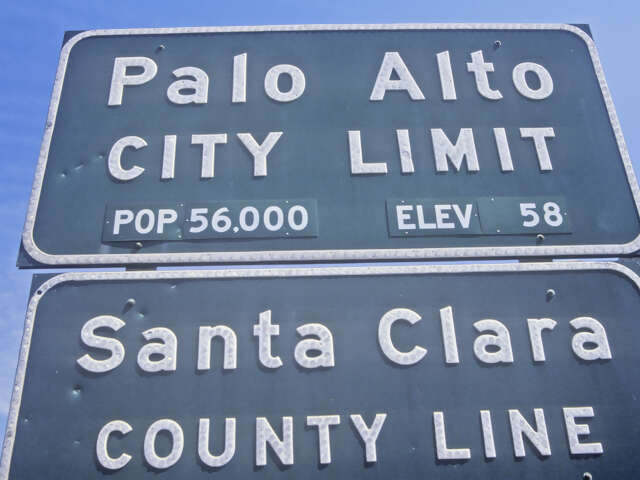 Palo Alto
CITY LIMIT
POP 56,000 ELEV 58
Santa Clara
COUNTY LINE